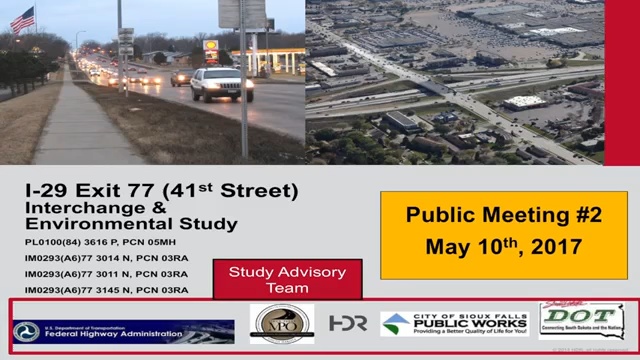 I-29 Exit 77 (41st Street)
Interchange &
Environmental Study
PL0100(84) 3616 P, PCN 05MH
IM0293(A6)77 3014 N, PCN 03RA
IM0293(A6)77 3011 N, PCN 03RA
IM0293(A6)77 3145 N, PCN 03RA
Public Meeting #2
May 10th, 2017
Study Advisory
Team
U.S. Department of Transportation
Federal Highway Administration
MPO
HDR
CITY OF SIOUX FALLS
PUBLIC WORKS
Providing a Better Quality of Life for You!
DOT
Connecting South Dakota and the Nation